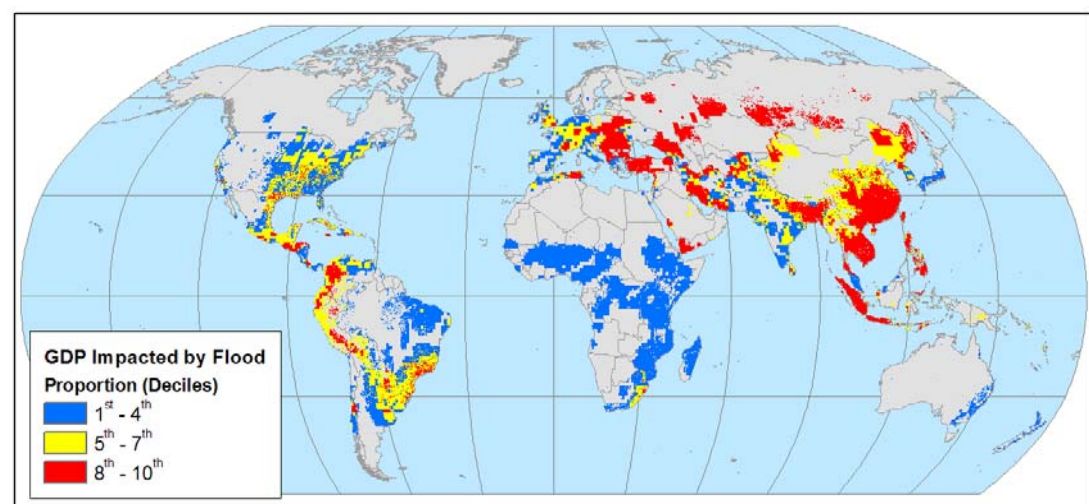 GDP Impacted by Flood
Proportion (Deciles)
1st - 4th
5th - 7th
8th - 10th